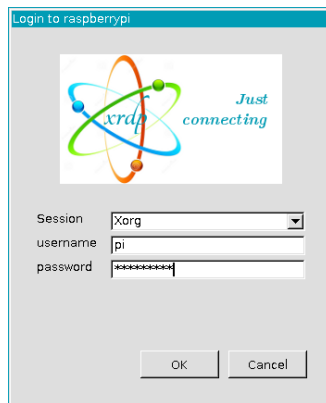 Login to raspberrypi
xrdp
Just
connecting
Session
Xorg
username
pi
password
*********
OK
Cancel